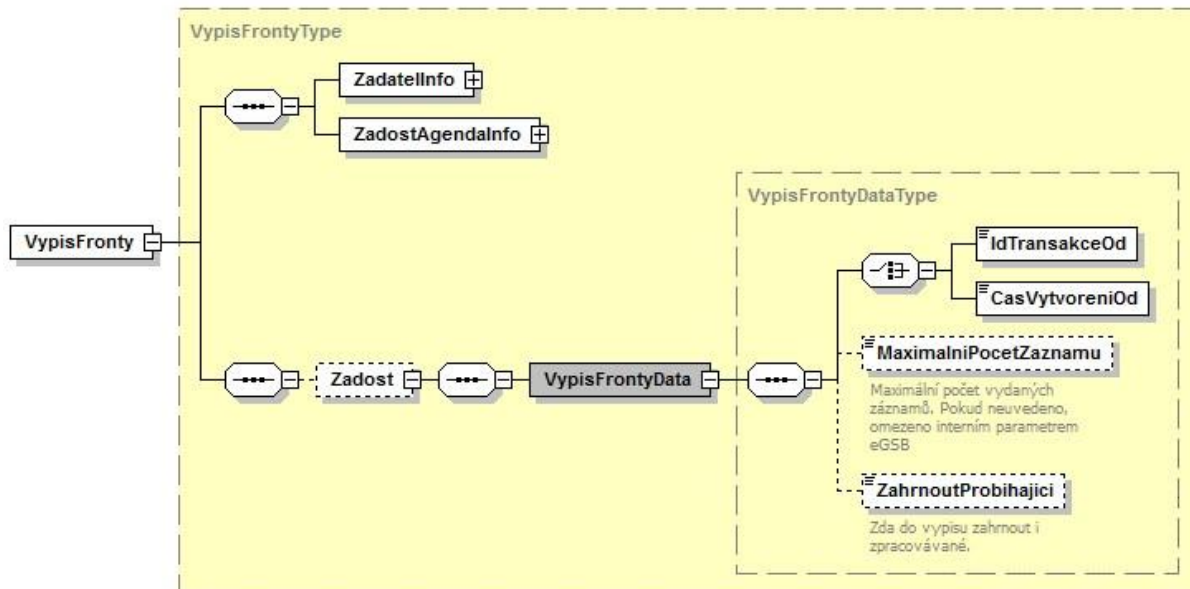 VypisFrontyType
ZadatelInfo
ZadostAgendaInfo
VypisFrontyDataType
VypisFronty
IdTransakceOd
CasVytvoreniOd
Zadost
VypisFrontyData
MaximalniPocetZaznamu
Maximální počet vydaných
záznamů. Pokud neuvedeno,
omezeno interním parametrem
eGSB
ZahrnoutProbihajici
Zda do vypisu zahrnout i
zpracovávané.